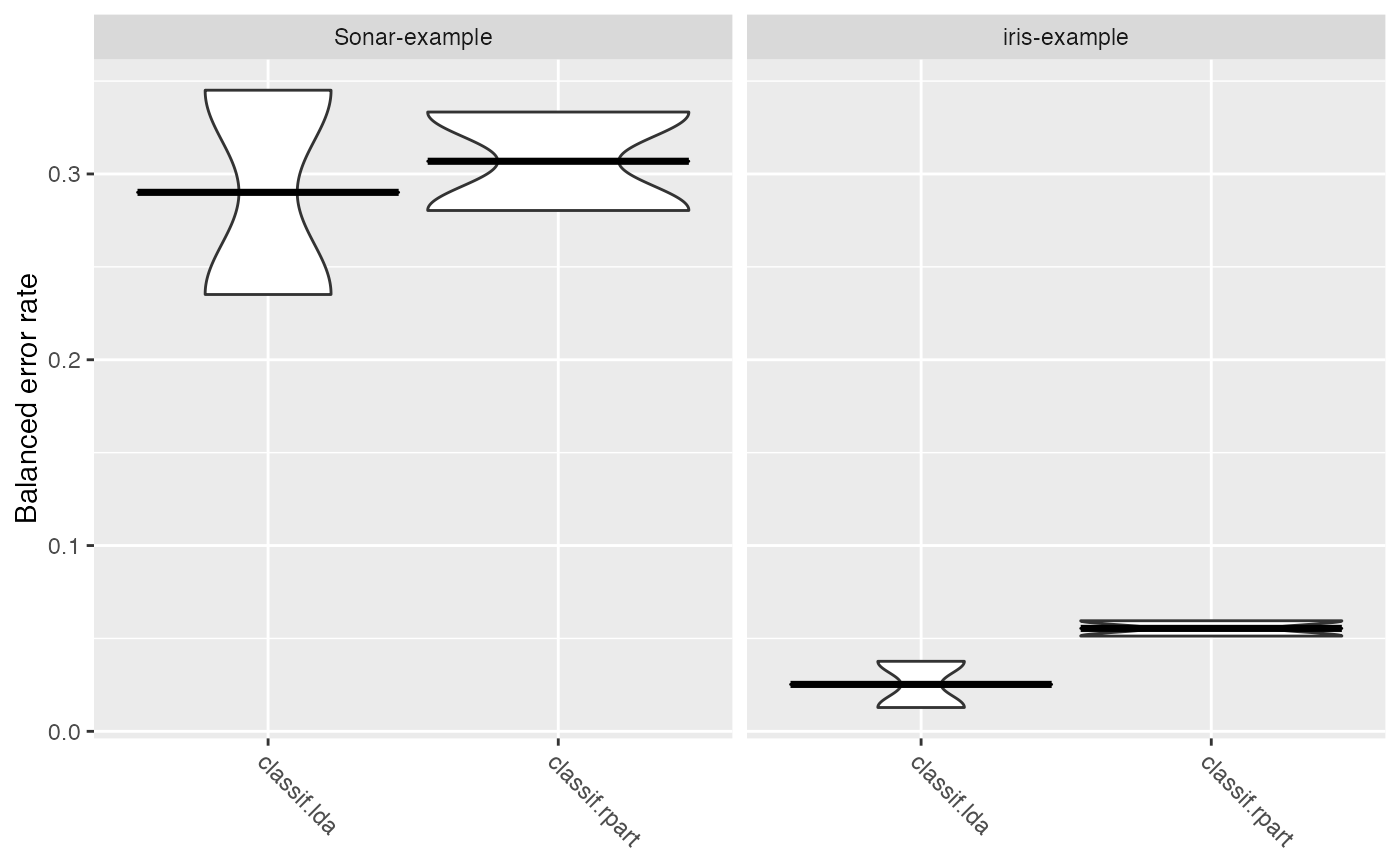 Sonar-example
iris-example
Balanced error rate
0.3
0.2
0.1
0.0
classif.lda
classif.rpart
classif.lda
classif.rpart